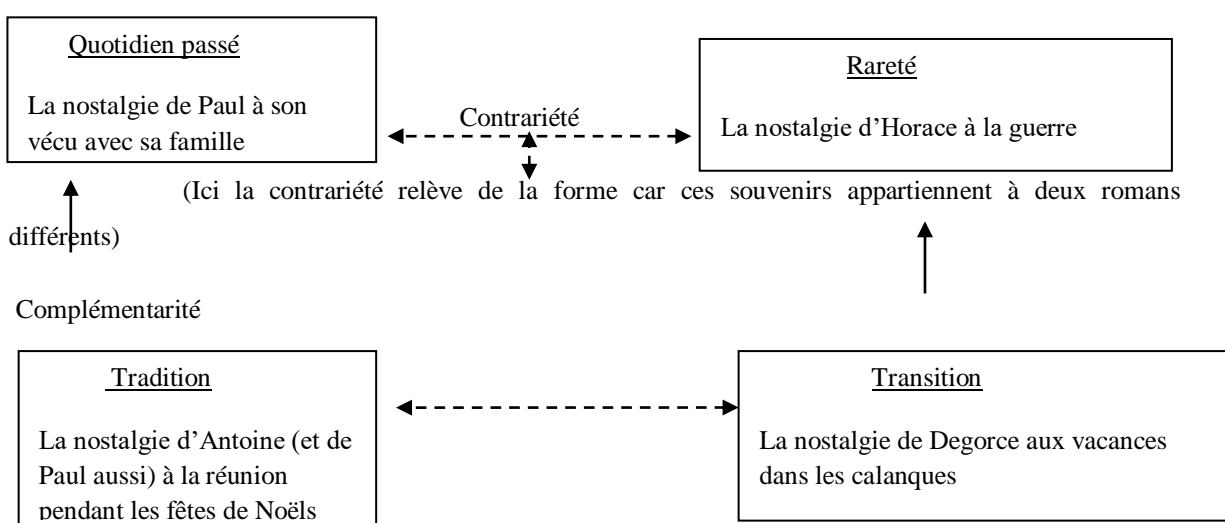 Quotidien passé
La nostalgie de Paul à son
vécu avec sa famille
Contrariété
Rareté
La nostalgie d’Horace à la guerre
(Ici la contrariété relève de la forme car ces souvenirs appartiennent à deux romans
différents)
Complémentarité
Tradition
La nostalgie d’Antoine (et de
Paul aussi) à la réunion
pendant les fêtes de Noëls
Transition
La nostalgie de Degorce aux vacances
dans les calanques